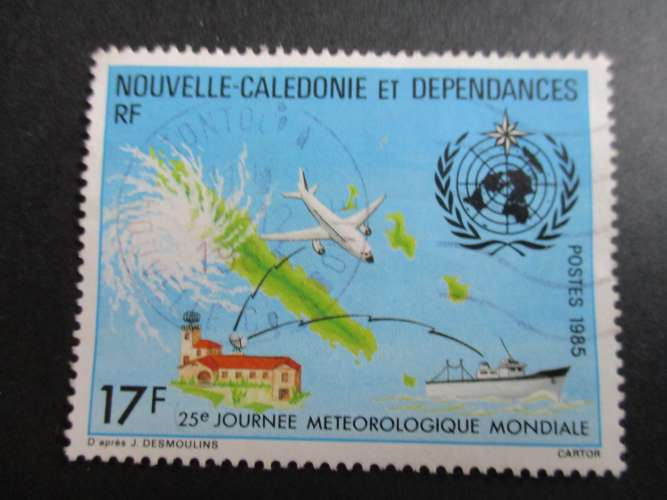 NOUVELLE-CALEDONIE ET DEPENDANCES
RF
POSTES 1985
17F
25e JOURNEE METEOROLOGIQUE MONDIALE
D'après J. DESMOULINS
CARTOR